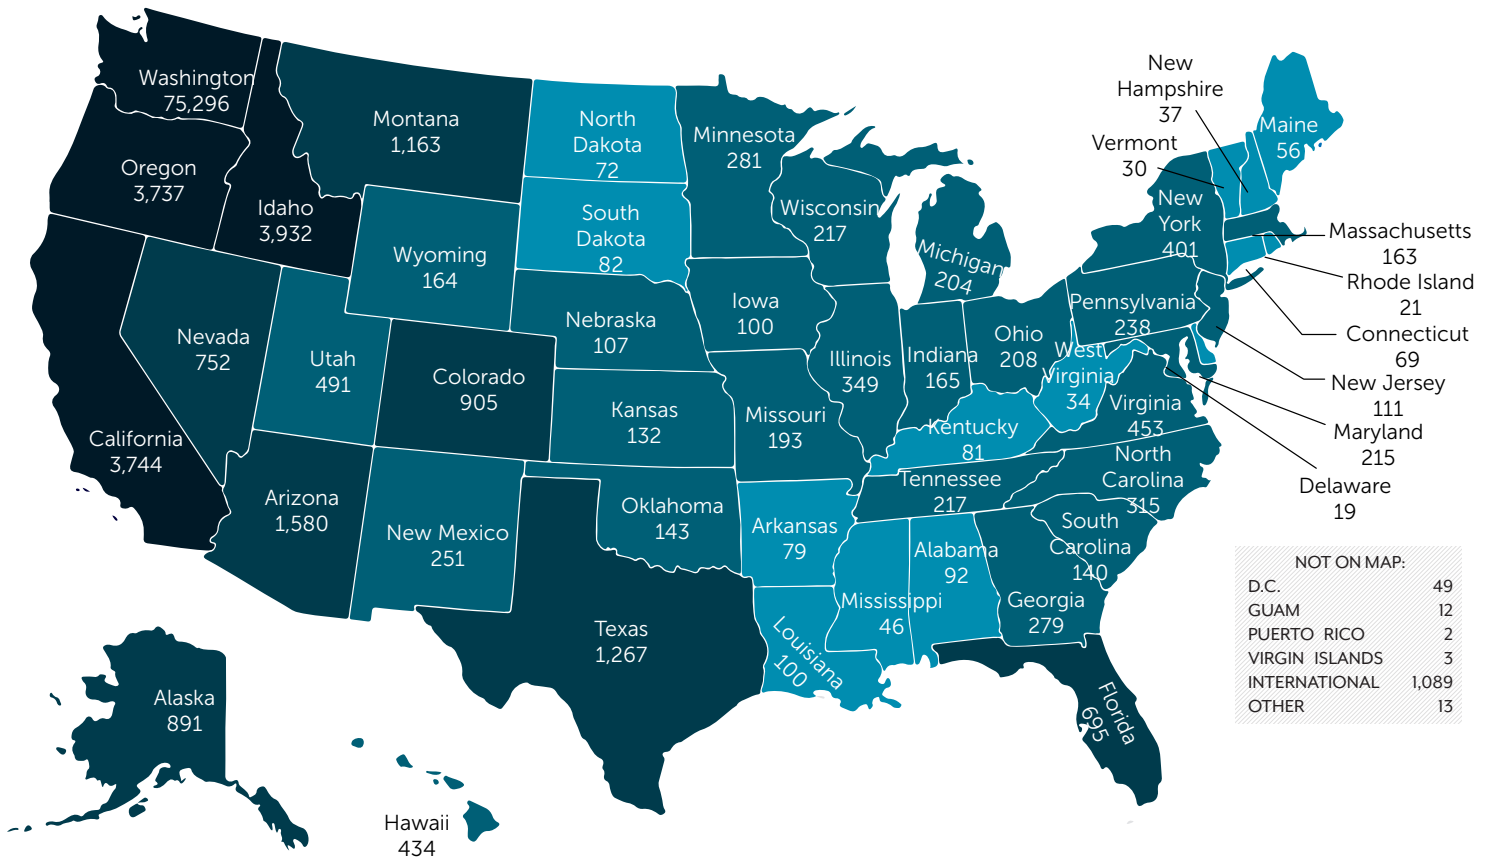 Washington
75,296
Oregon
3,737
Idaho
3,932
Montana
1,163
Wyoming
164
North
Dakota
72
South
Dakota
82
Minnesota
281
Wisconsin
217
Michigan
204
Nebraska
107
Iowa
100
Nevada
752
Utah
491
Colorado
905
California
3,744
Kansas
132
Missouri
193
Illinois
349
Indiana
165
Ohio
208
Kentucky
81
West
Virginia
34
Virginia
453
Pennsylvania
238
New
York
401
Vermont
30
New
Hampshire
37
Maine
56
Massachusetts
163
Rhode Island
21
Connecticut
69
New Jersey
111
Maryland
215
Delaware
19
Arizona
1,580
New Mexico
251
Oklahoma
143
Arkansas
79
Tennessee
217
North
Carolina
315
South
Carolina
140
Georgia
279
Alabama
92
Mississippi
46
Louisiana
100
Texas
1,267
Florida
695
Alaska
891
Hawaii
434
NOT ON MAP:
D.C. 49
GUAM 12
PUERTO RICO 2
VIRGIN ISLANDS 3
INTERNATIONAL 1,089
OTHER 13